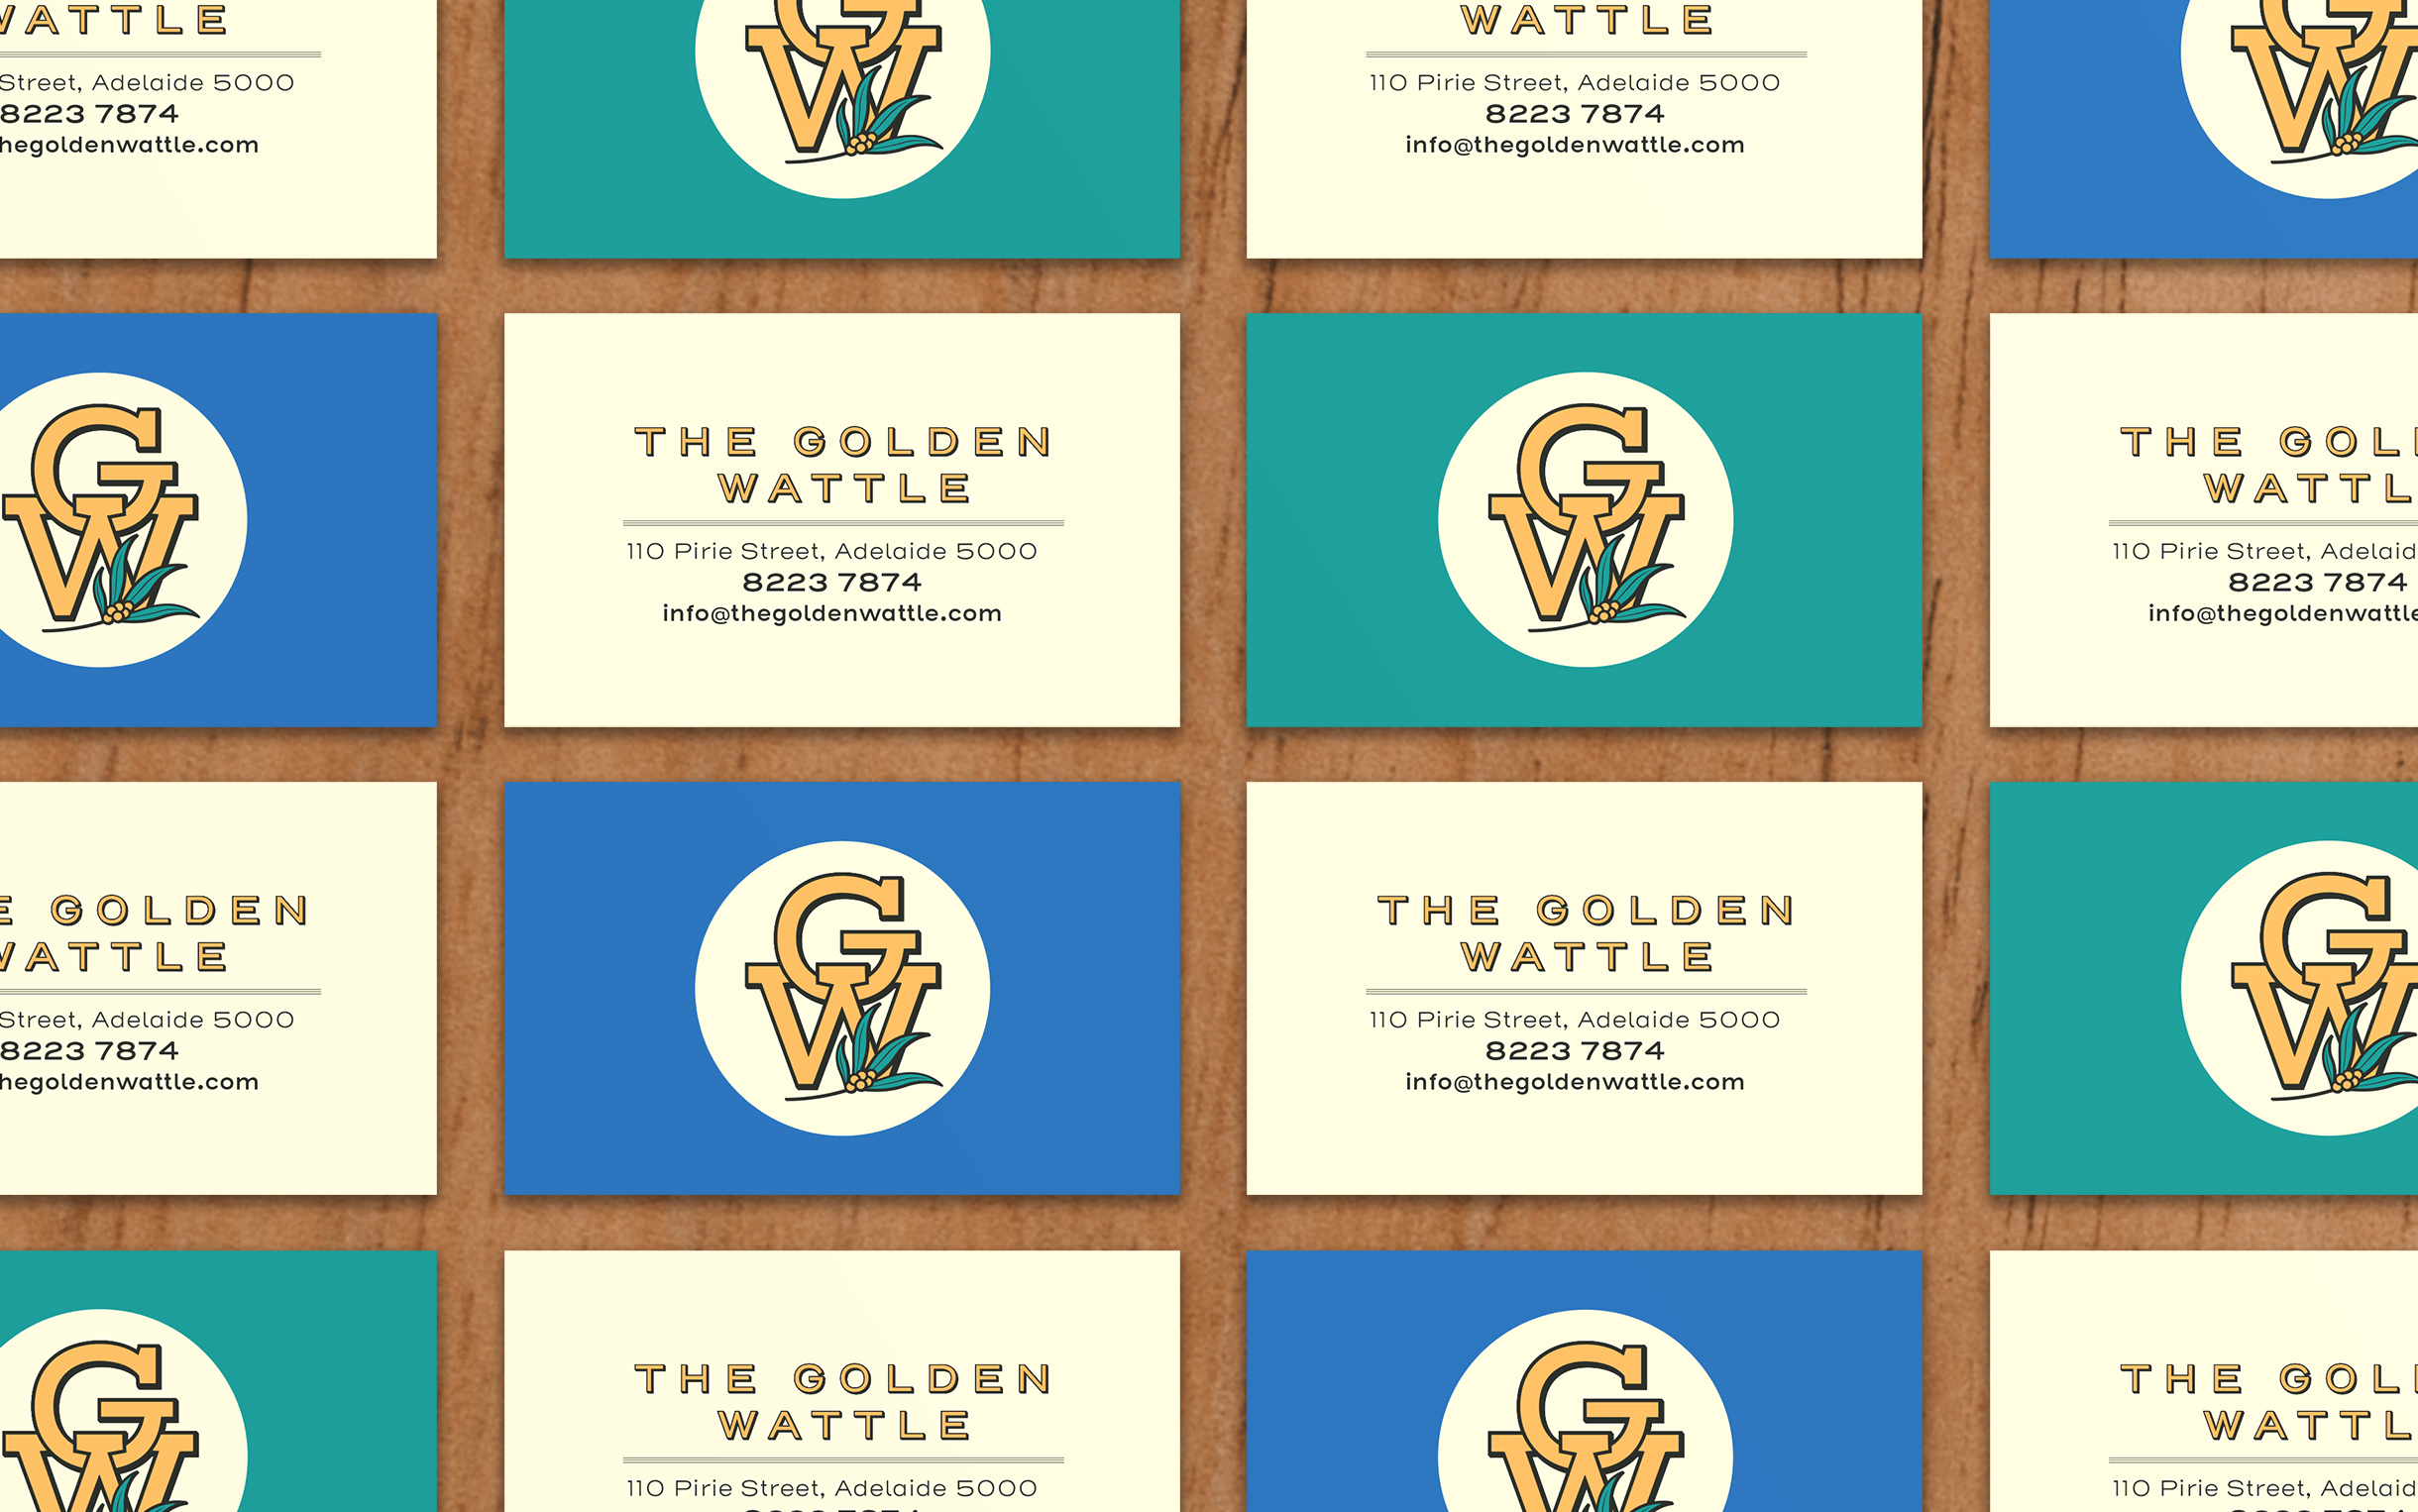 WATTLE
Street, Adelaide 5000
8223 7874
hegoldenwattle.com
GW
WATTLE
110 Pirie Street, Adelaide 5000
8223 7874
info@thegoldenwattle.com
GW
GW
THE GOLDEN
WATTLE
110 Pirie Street, Adelaide 5000
8223 7874
info@thegoldenwattle.com
GW
THE GOL
WATTL
110 Pirie Street, Adelaid
8223 7874
info@thegoldenwattle
E GOLDEN
WATTLE
Street, Adelaide 5000
8223 7874
hegoldenwattle.com
GW
THE GOLDEN
WATTLE
110 Pirie Street, Adelaide 5000
8223 7874
info@thegoldenwattle.com
GW
GW
THE GOLDEN
WATTLE
110 Pirie Street, Adelaide 5000
GW
THE GOL
WATTL
110 Pirie Street, Adelaid